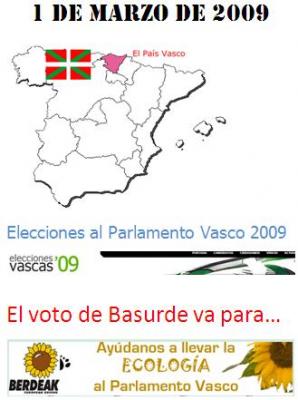 1 DE MARZO DE 2009
El País Vasco
Elecciones al Parlamento Vasco 2009
elecciones
vascas'09
El voto de Basurde va para...
Ayúdanos a llevar la
ECOLOGÍA
al Parlamento Vasco
BERDEAK